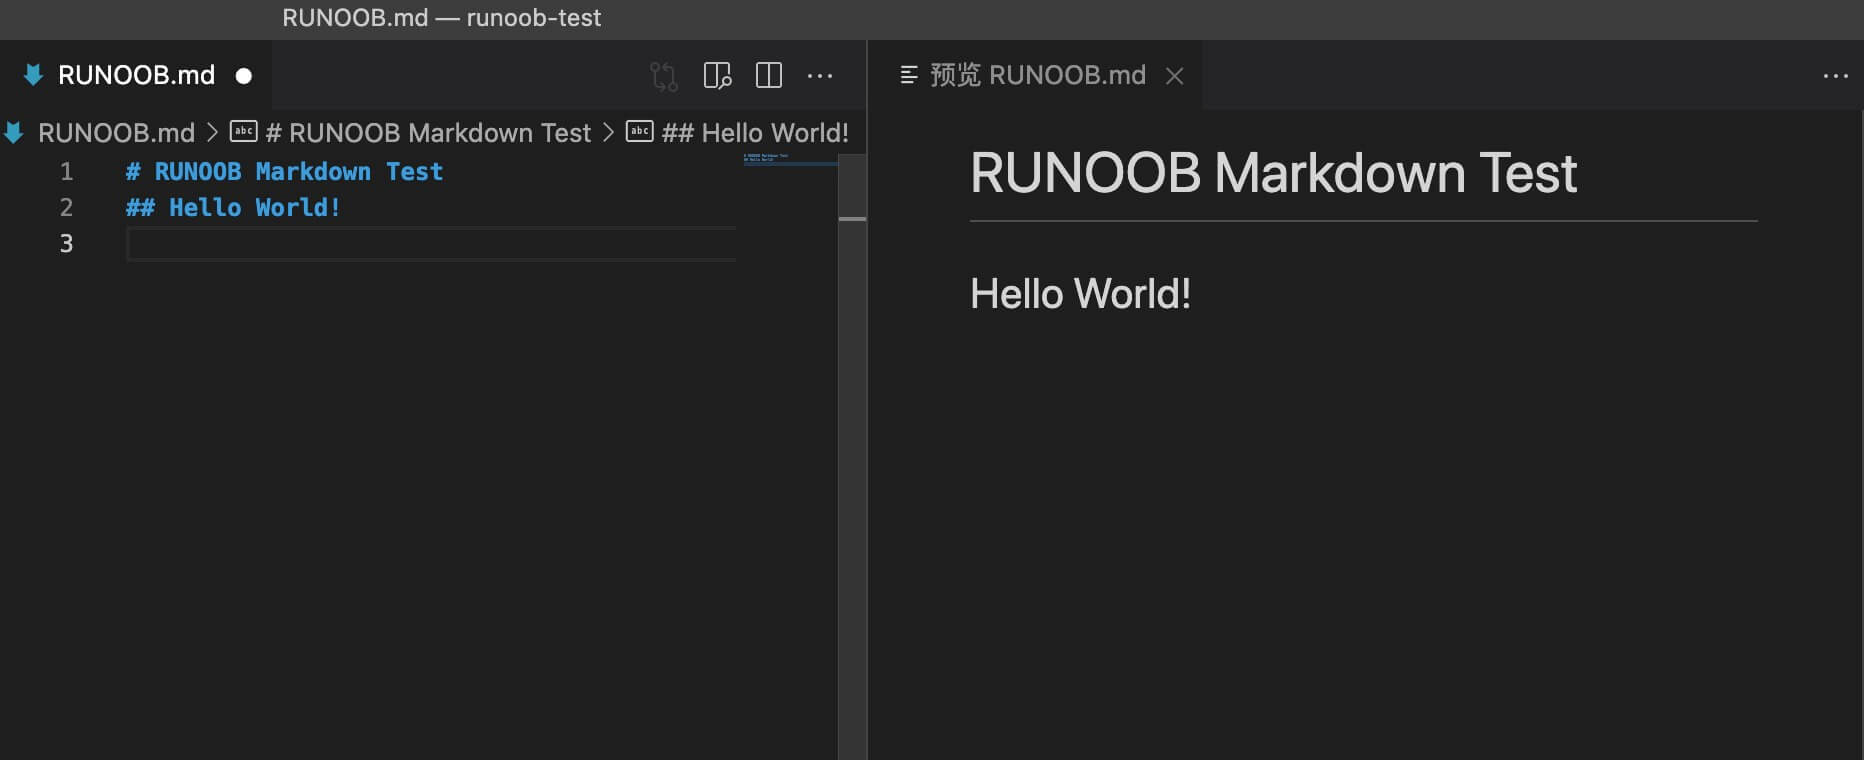 RUNOOB.md — runoob-test
RUNOOB.md
RUNOOB.md > abc # RUNOOB Markdown Test > abc ## Hello World!
1 # RUNOOB Markdown Test
2 ## Hello World!
3
预览 RUNOOB.md
RUNOOB Markdown Test
Hello World!